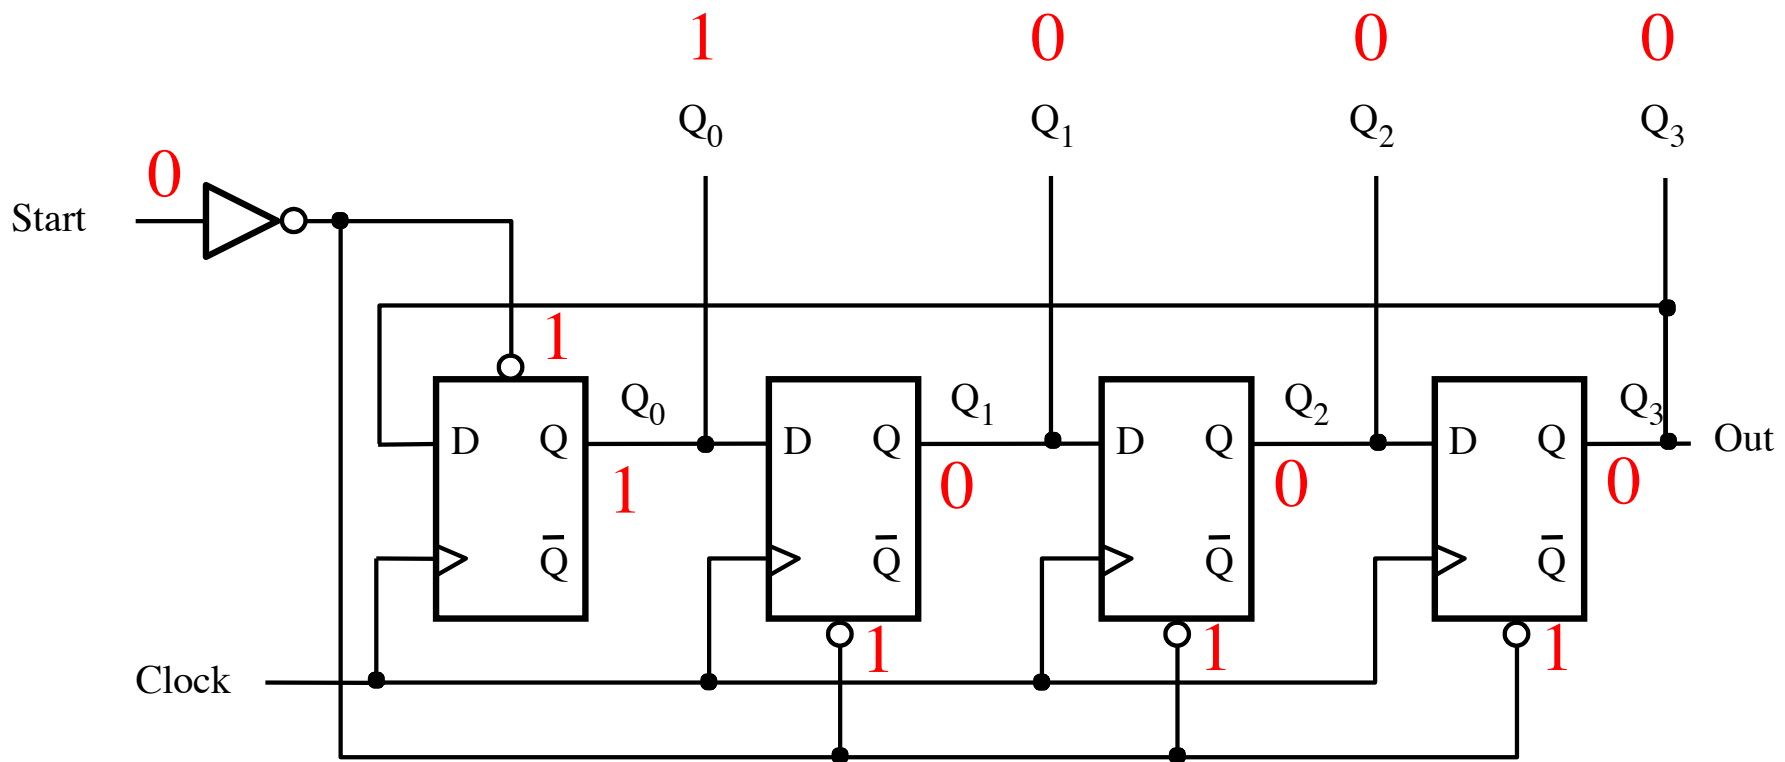 1 0 0 0
Q0 Q1 Q2 Q3
0
Start
1
Q0 Q1 Q2 Q3
D Q D Q D Q D Q Out
1 0 0 0
Q̅ Q̅ Q̅ Q̅
1 1 1
Clock